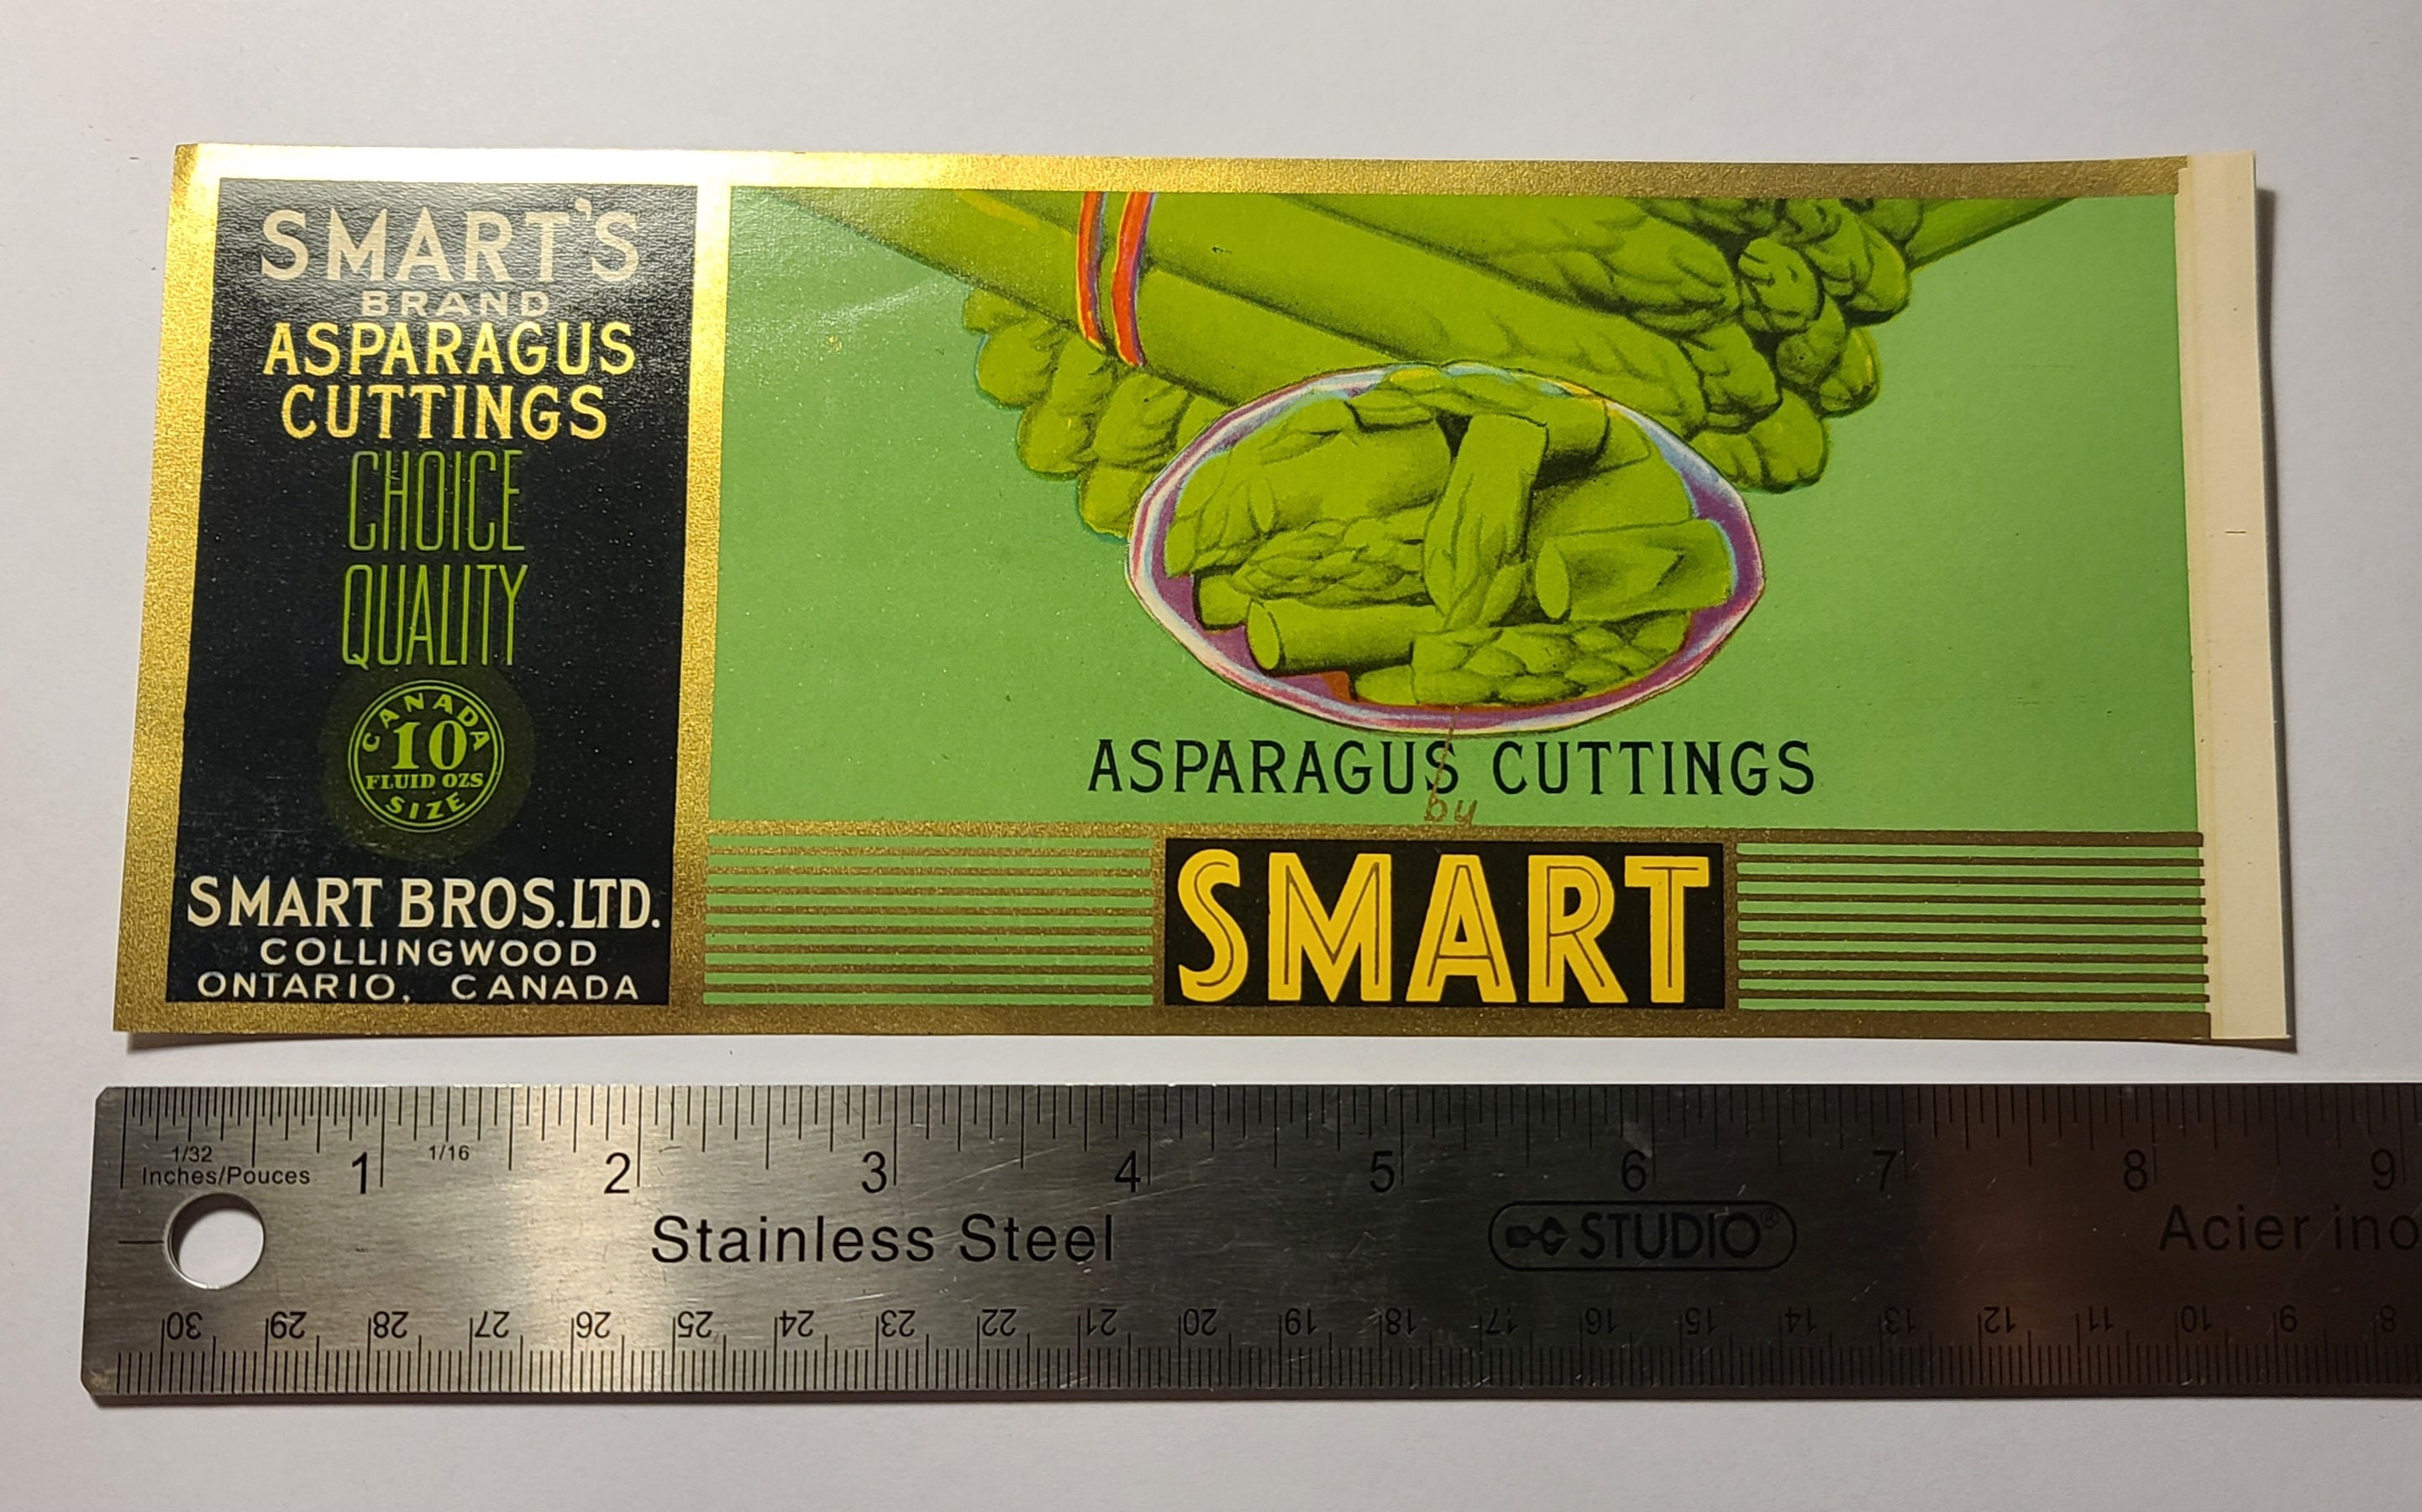 SMART'S
BRAND
ASPARAGUS
CUTTINGS
CHOICE
QUALITY
CANADA
10
FLUID OZS
SIZE
SMART BROS. LTD.
COLLINGWOOD
ONTARIO, CANADA
ASPARAGUS CUTTINGS
by
SMART
1/32
1/16
Inches/Pouces
1 2 3 4 5 6 7 8 9
Stainless Steel
STUDIO®
Acier ino
30 29 28 27 26 25 24 23 22 21 20 19 18 17 16 15 14 13 12 11 10 9 8